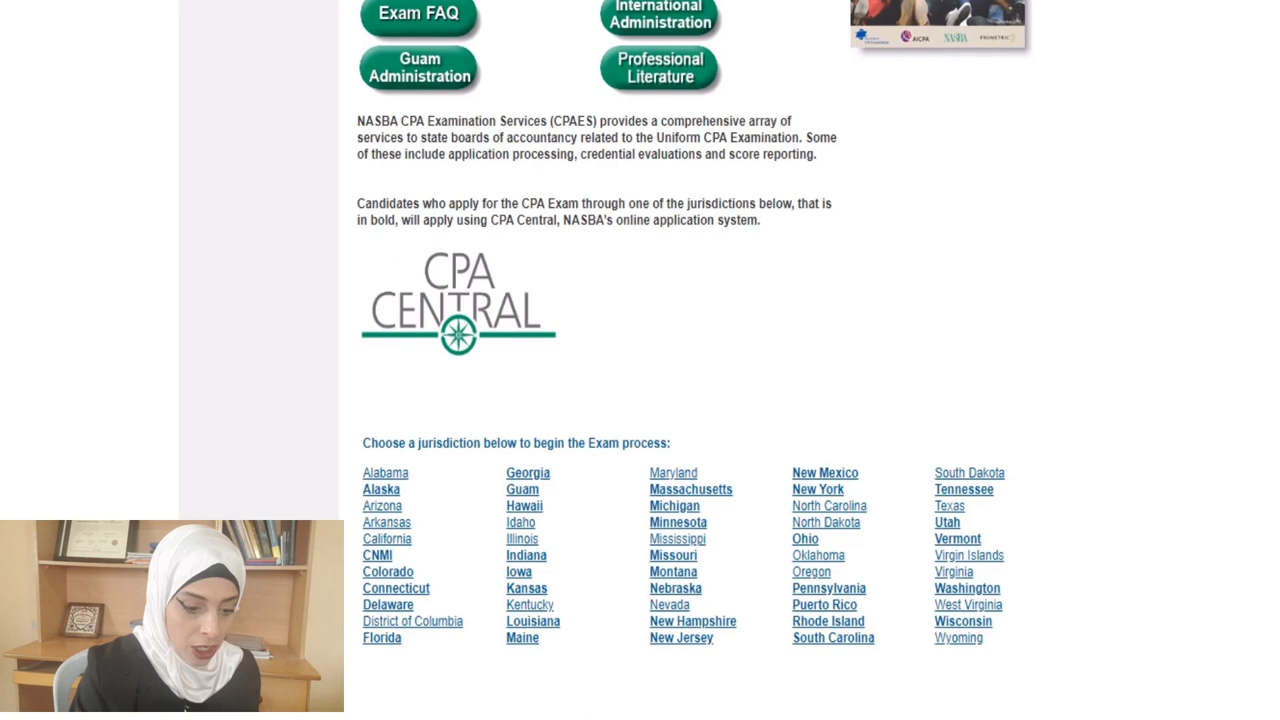 Exam FAQ
International
Administration
Guam
Administration
Professional
Literature
AICPA
NASBA
PROMETRIC
NASBA CPA Examination Services (CPAES) provides a comprehensive array of
services to state boards of accountancy related to the Uniform CPA Examination. Some
of these include application processing, credential evaluations and score reporting.
Candidates who apply for the CPA Exam through one of the jurisdictions below, that is
in bold, will apply using CPA Central, NASBA's online application system.
CPA
CENTRAL
Choose a jurisdiction below to begin the Exam process:
Alabama Georgia Maryland New Mexico South Dakota
Alaska Guam Massachusetts New York Tennessee
Arizona Hawaii Michigan North Carolina Texas
Arkansas Idaho Minnesota North Dakota Utah
California Illinois Mississippi Ohio Vermont
CNMI Indiana Missouri Oklahoma Virgin Islands
Colorado Iowa Montana Oregon Virginia
Connecticut Kansas Nebraska Pennsylvania Washington
Delaware Kentucky Nevada Puerto Rico West Virginia
District of Columbia Louisiana New Hampshire Rhode Island Wisconsin
Florida Maine New Jersey South Carolina Wyoming